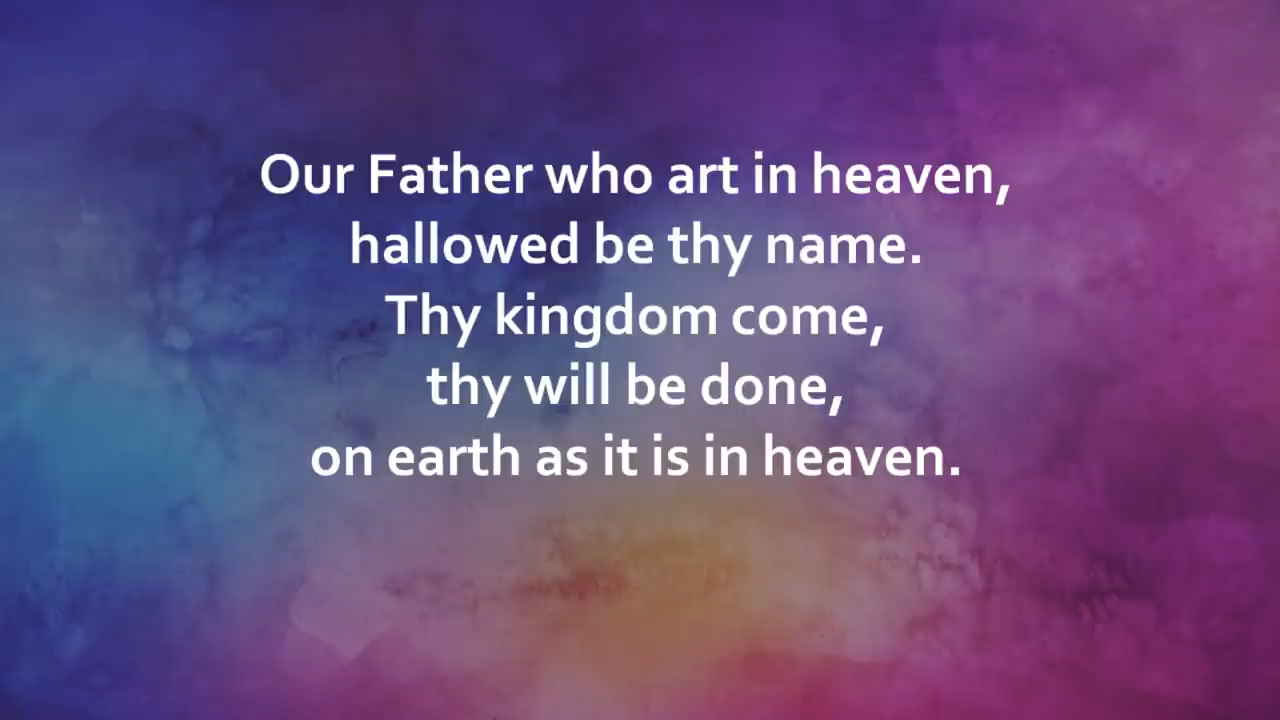 Our Father who art in heaven,
hallowed be thy name.
Thy kingdom come,
thy will be done,
on earth as it is in heaven.